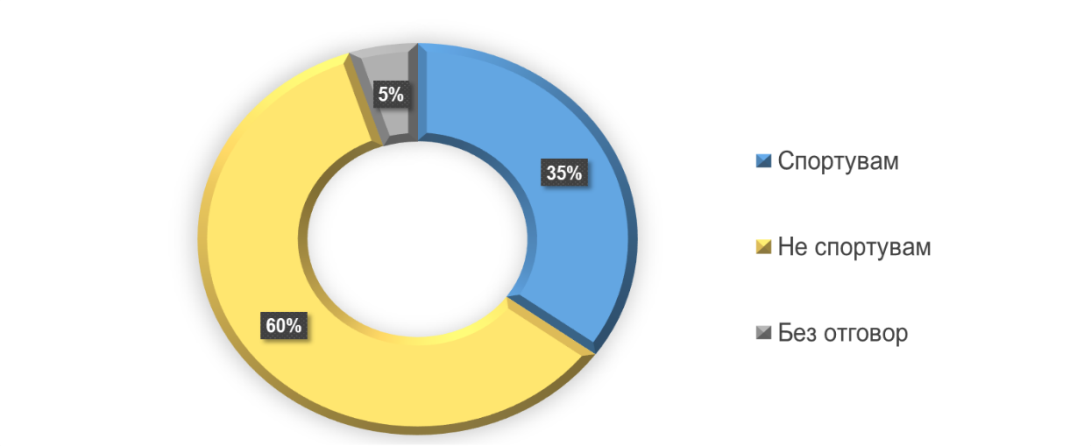 5%
35%
60%
Спортувам
Не спортувам
Без отговор